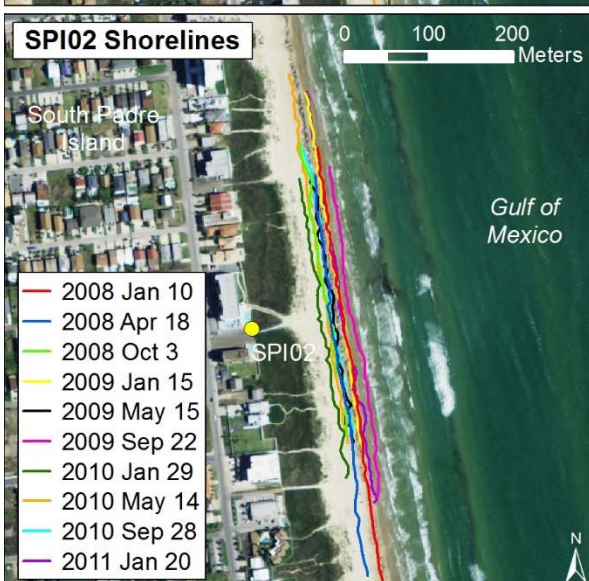 SPI02 Shorelines
0 100 200
Meters
South Padre
Island
Gulf of
Mexico
SPI02
2008 Jan 10
2008 Apr 18
2008 Oct 3
2009 Jan 15
2009 May 15
2009 Sep 22
2010 Jan 29
2010 May 14
2010 Sep 28
2011 Jan 20
N